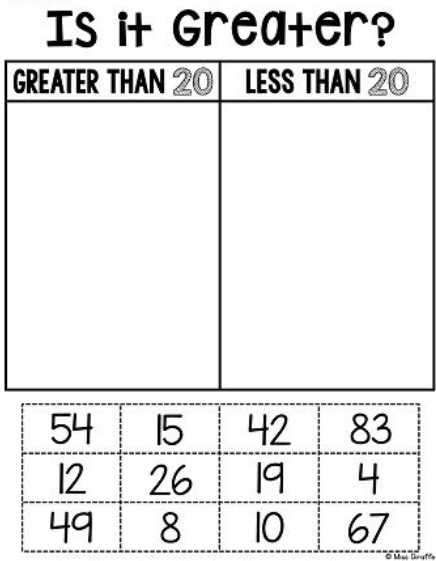 Is it Greater?
GREATER THAN 20 LESS THAN 20
54 15 42 83
12 26 19 4
49 8 10 67
© Miss Giraffe